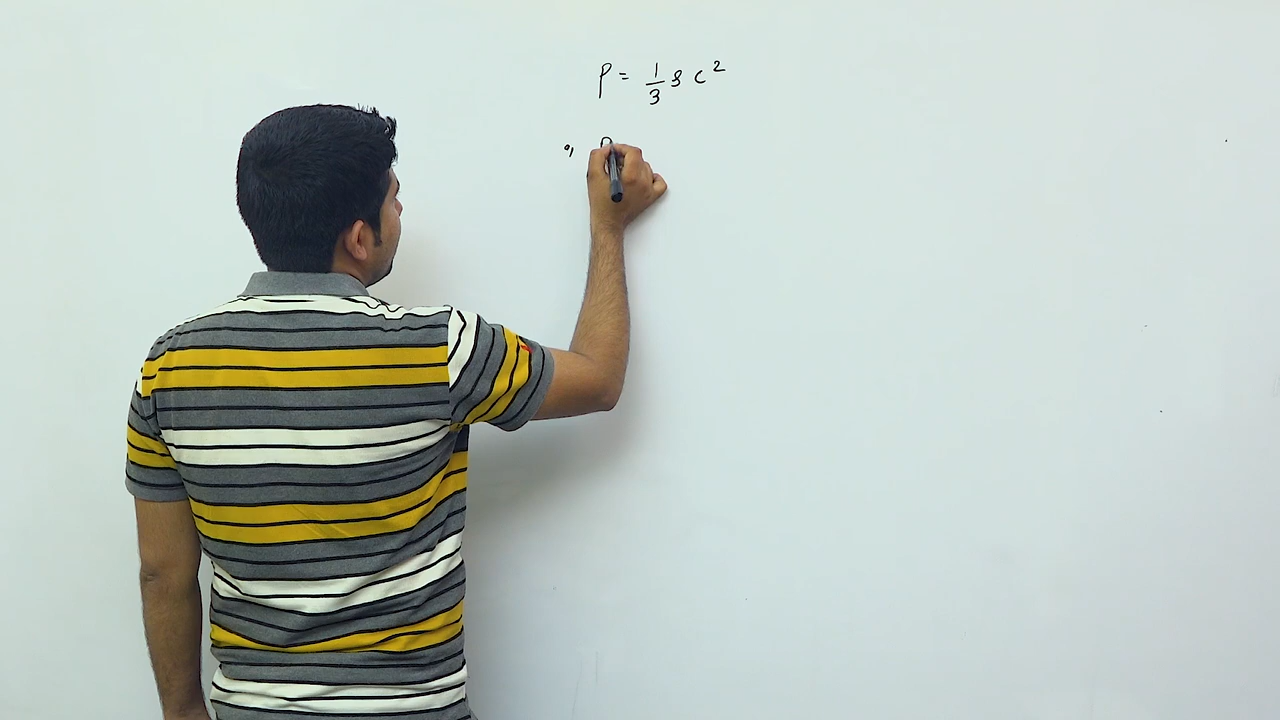 P = 1/3 ρ c²